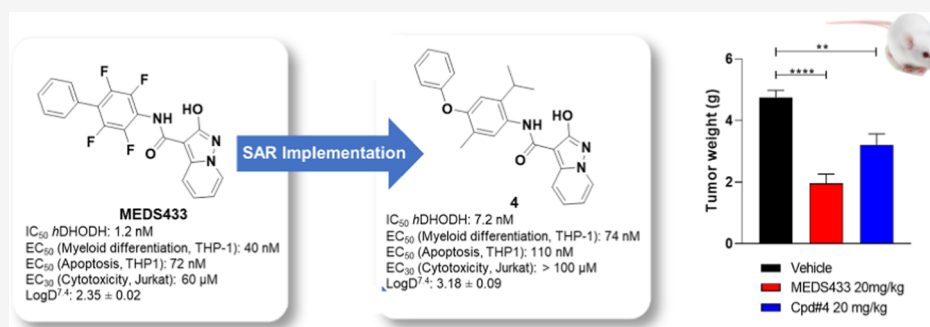 F
F
F
F
NH
HO
O
N
N
MEDS433
IC50 hDHODH: 1.2 nM
EC50 (Myeloid differentiation, THP-1): 40 nM
EC50 (Apoptosis, THP1): 72 nM
EC30 (Cytotoxicity, Jurkat): 60 µM
LogD7.4: 2.35 ± 0.02
SAR Implementation
O
NH
HO
O
N
N
4
IC50 hDHODH: 7.2 nM
EC50 (Myeloid differentiation, THP-1): 74 nM
EC50 (Apoptosis, THP1): 110 nM
EC30 (Cytotoxicity, Jurkat): > 100 µM
LogD7.4: 3.18 ± 0.09
Tumor weight (g)
6
4
2
0
**
****
Vehicle
MEDS433 20mg/kg
Cpd#4 20 mg/kg